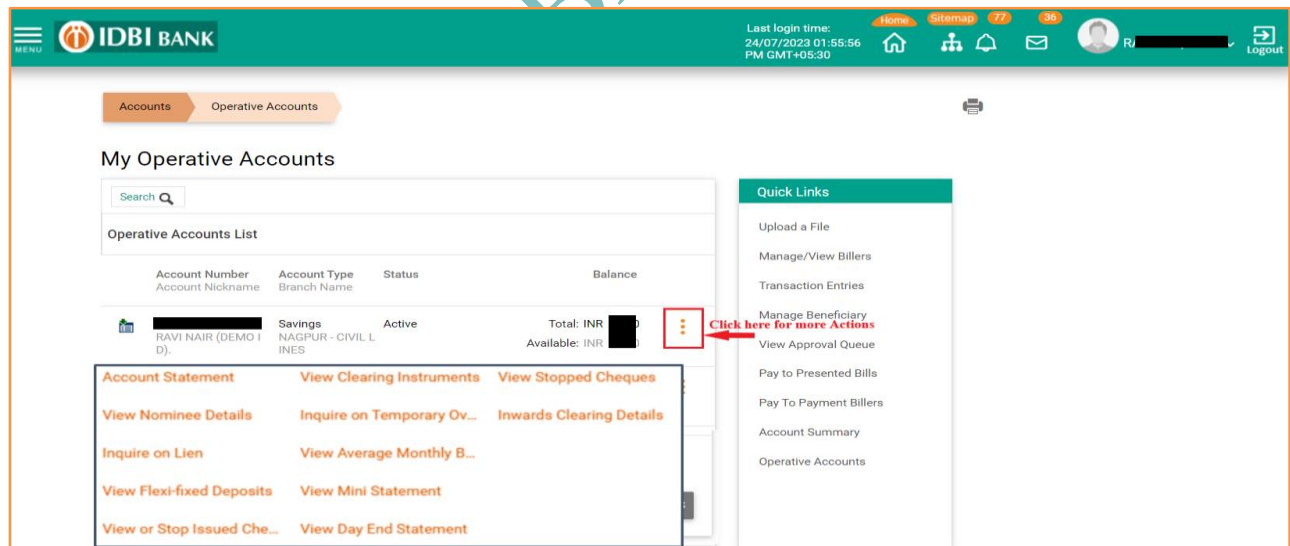 MENU
IDBI BANK
Last login time:
24/07/2023 01:55:56
PM GMT+05:30
Home
Sitemap
77
36
Logout
Accounts
Operative Accounts
My Operative Accounts
Search
Operative Accounts List
Account Number Account Type Status Balance
Account Nickname Branch Name
Savings Active Total: INR
RAVI NAIR (DEMO I NAGPUR - CIVIL L Available: INR
D). INES
Click here for more Actions
Account Statement View Clearing Instruments View Stopped Cheques
View Nominee Details Inquire on Temporary Ov... Inwards Clearing Details
Inquire on Lien View Average Monthly B...
View Flexi-fixed Deposits View Mini Statement
View or Stop Issued Che... View Day End Statement
Quick Links
Upload a File
Manage/View Billers
Transaction Entries
Manage Beneficiary
View Approval Queue
Pay to Presented Bills
Pay To Payment Billers
Account Summary
Operative Accounts